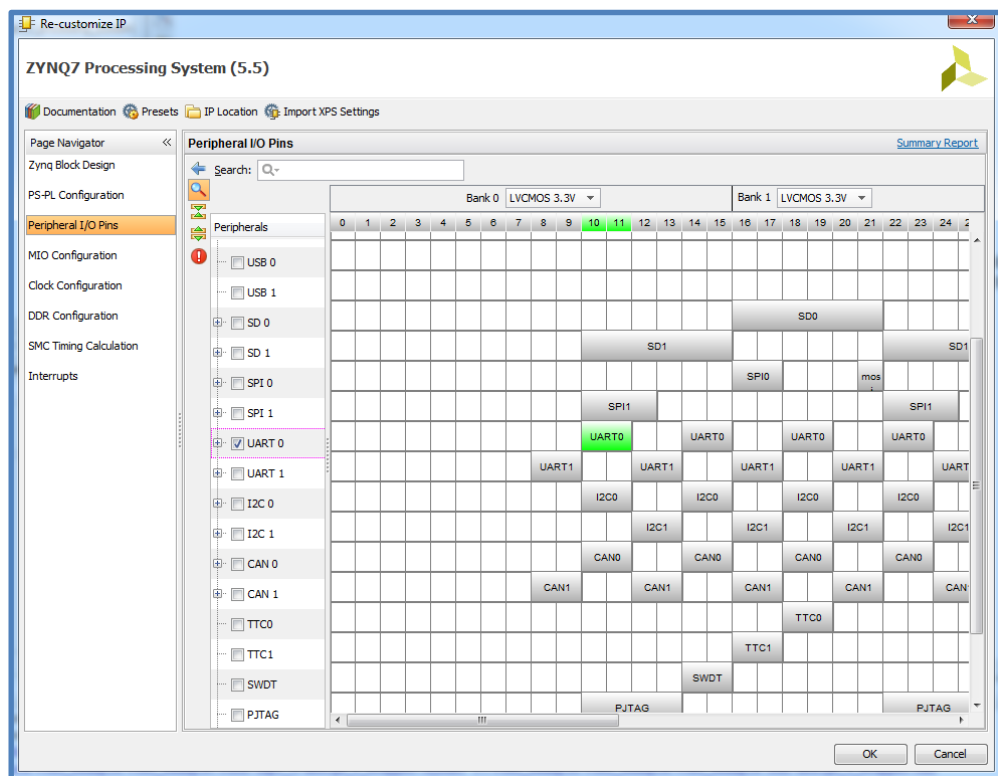 Re-customize IP
ZYNQ7 Processing System (5.5)
Documentation Presets IP Location Import XPS Settings
Page Navigator «
Zynq Block Design
PS-PL Configuration
Peripheral I/O Pins
MIO Configuration
Clock Configuration
DDR Configuration
SMC Timing Calculation
Interrupts
Peripheral I/O Pins Summary Report
Search:
Bank 0 LVCMOS 3.3V Bank 1 LVCMOS 3.3V
Peripherals 0 1 2 3 4 5 6 7 8 9 10 11 12 13 14 15 16 17 18 19 20 21 22 23 24 2
USB 0
USB 1
SD 0 SD0
SD 1 SD1 SD1
SPI 0 SPI0 mos
SPI 1 SPI1 SPI1
UART 0 UART0 UART0 UART0 UART0
UART 1 UART1 UART1 UART1 UART1 UART
I2C 0 I2C0 I2C0 I2C0 I2C0
I2C 1 I2C1 I2C1 I2C1 I2C1
CAN 0 CAN0 CAN0 CAN0 CAN0
CAN 1 CAN1 CAN1 CAN1 CAN1 CAN
TTC0 TTC0
TTC1 TTC1
SWDT SWDT
PJTAG PJTAG PJTAG
OK Cancel